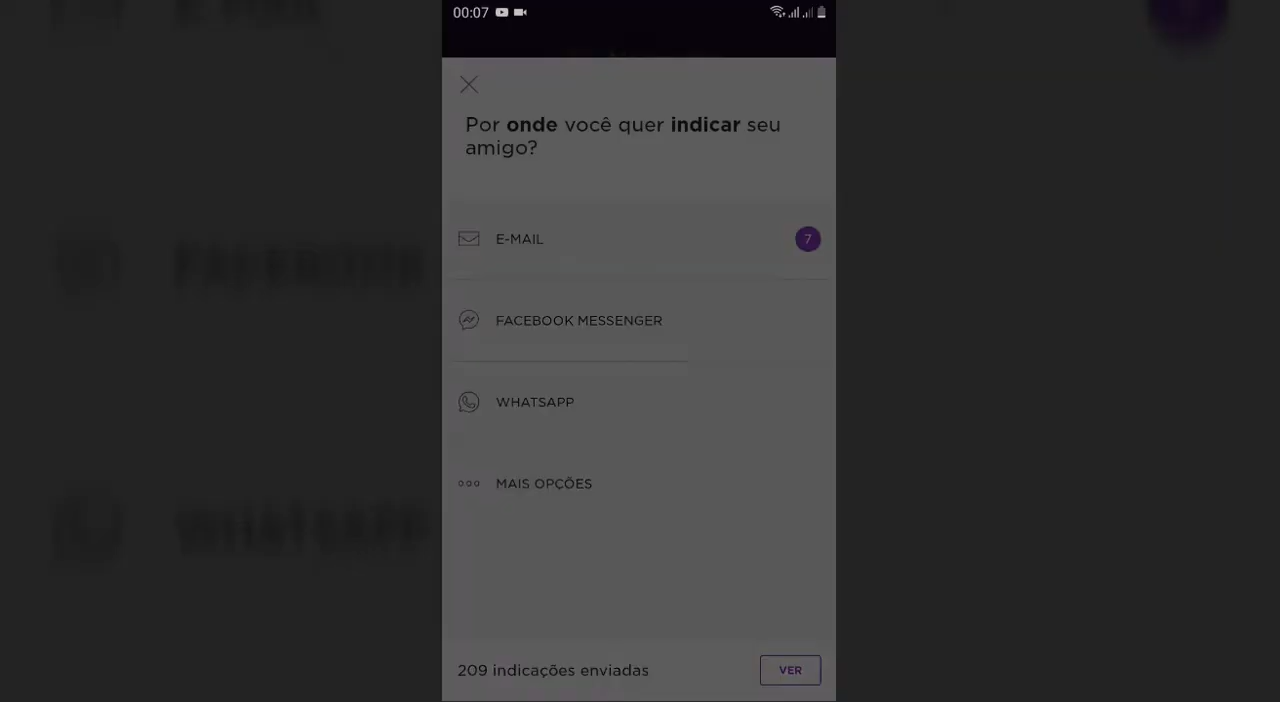 00:07
Por onde você quer indicar seu
amigo?
E-MAIL
7
FACEBOOK MESSENGER
WHATSAPP
MAIS OPÇÕES
209 indicações enviadas
VER